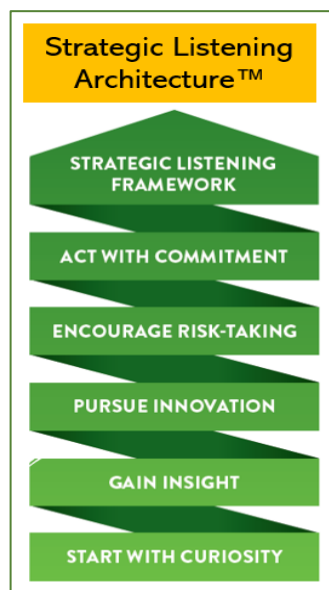 Strategic Listening
Architecture™
STRATEGIC LISTENING
FRAMEWORK
ACT WITH COMMITMENT
ENCOURAGE RISK-TAKING
PURSUE INNOVATION
GAIN INSIGHT
START WITH CURIOSITY